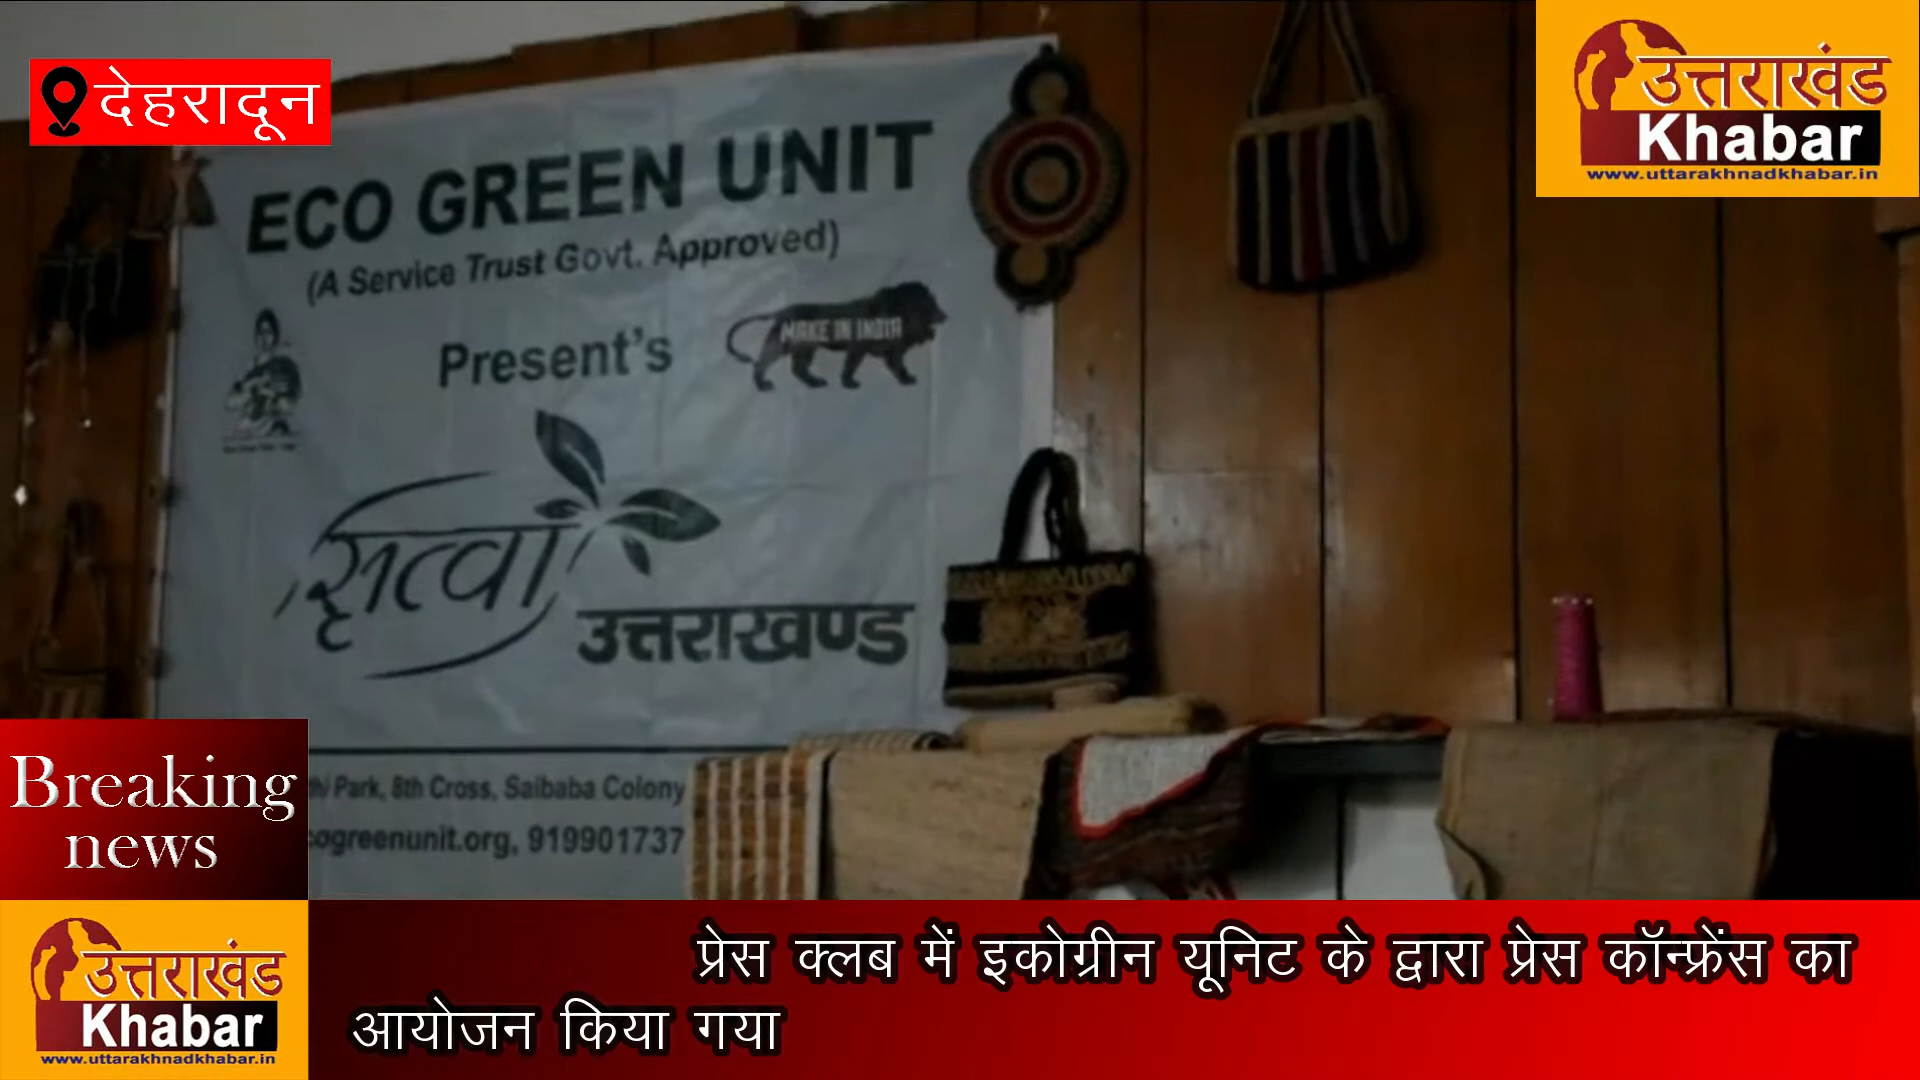 देहरादून
उत्तराखंड
Khabar
www.uttarakhnadkhabar.in
ECO GREEN UNIT
(A Service Trust Govt. Approved)
Present's
MAKE IN INDIA
सृत्वा
उत्तराखण्ड
Park, 8th Cross, Saibaba Colony
cogreenunit.org, 919901737
Breaking
news
उत्तराखंड
Khabar
www.uttarakhnadkhabar.in
प्रेस क्लब में इकोग्रीन यूनिट के द्वारा प्रेस कॉन्फ्रेंस का
आयोजन किया गया